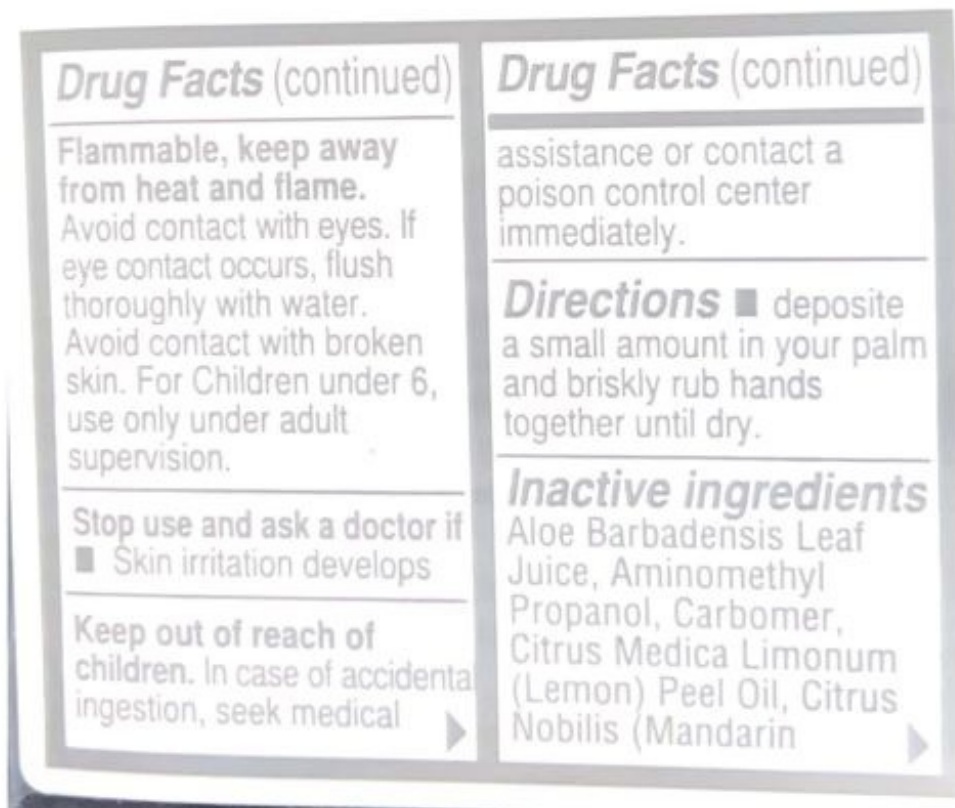 Drug Facts (continued)
Flammable, keep away
from heat and flame.
Avoid contact with eyes. If
eye contact occurs, flush
thoroughly with water.
Avoid contact with broken
skin. For Children under 6,
use only under adult
supervision.
Stop use and ask a doctor if
■ Skin irritation develops
Keep out of reach of
children. In case of accidental
ingestion, seek medical
Drug Facts (continued)
assistance or contact a
poison control center
immediately.
Directions ■ deposite
a small amount in your palm
and briskly rub hands
together until dry.
Inactive ingredients
Aloe Barbadensis Leaf
Juice, Aminomethyl
Propanol, Carbomer,
Citrus Medica Limonum
(Lemon) Peel Oil, Citrus
Nobilis (Mandarin